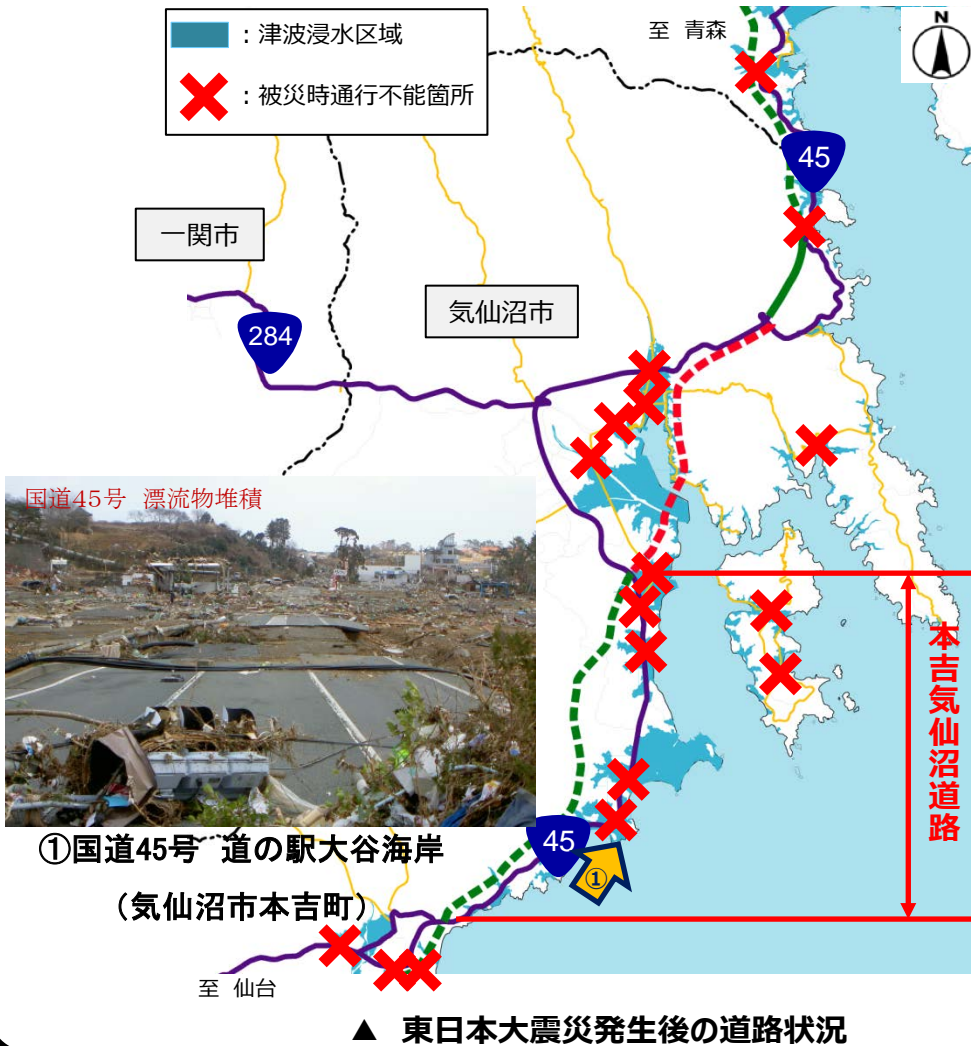 ：津波浸水区域
：被災時通行不能箇所
至 青森
N
45
一関市
284
気仙沼市
国道45号 漂流物堆積
本吉気仙沼道路
①国道45号 道の駅大谷海岸
（気仙沼市本吉町）
45
①
至 仙台
▲ 東日本大震災発生後の道路状況